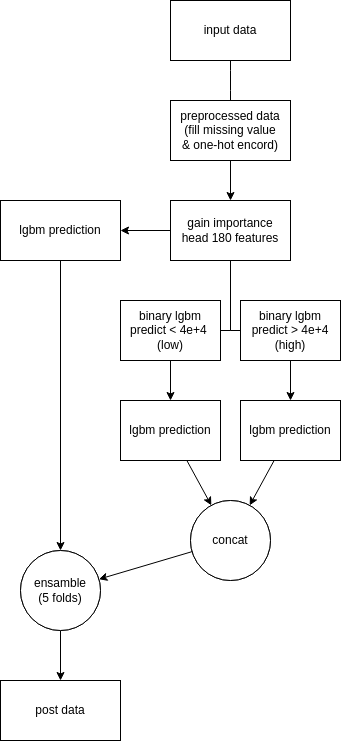 input data
preprocessed data
(fill missing value
& one-hot encord)
lgbm prediction
gain importance
head 180 features
binary lgbm
predict < 4e+4
(low)
binary lgbm
predict > 4e+4
(high)
lgbm prediction
lgbm prediction
concat
ensamble
(5 folds)
post data